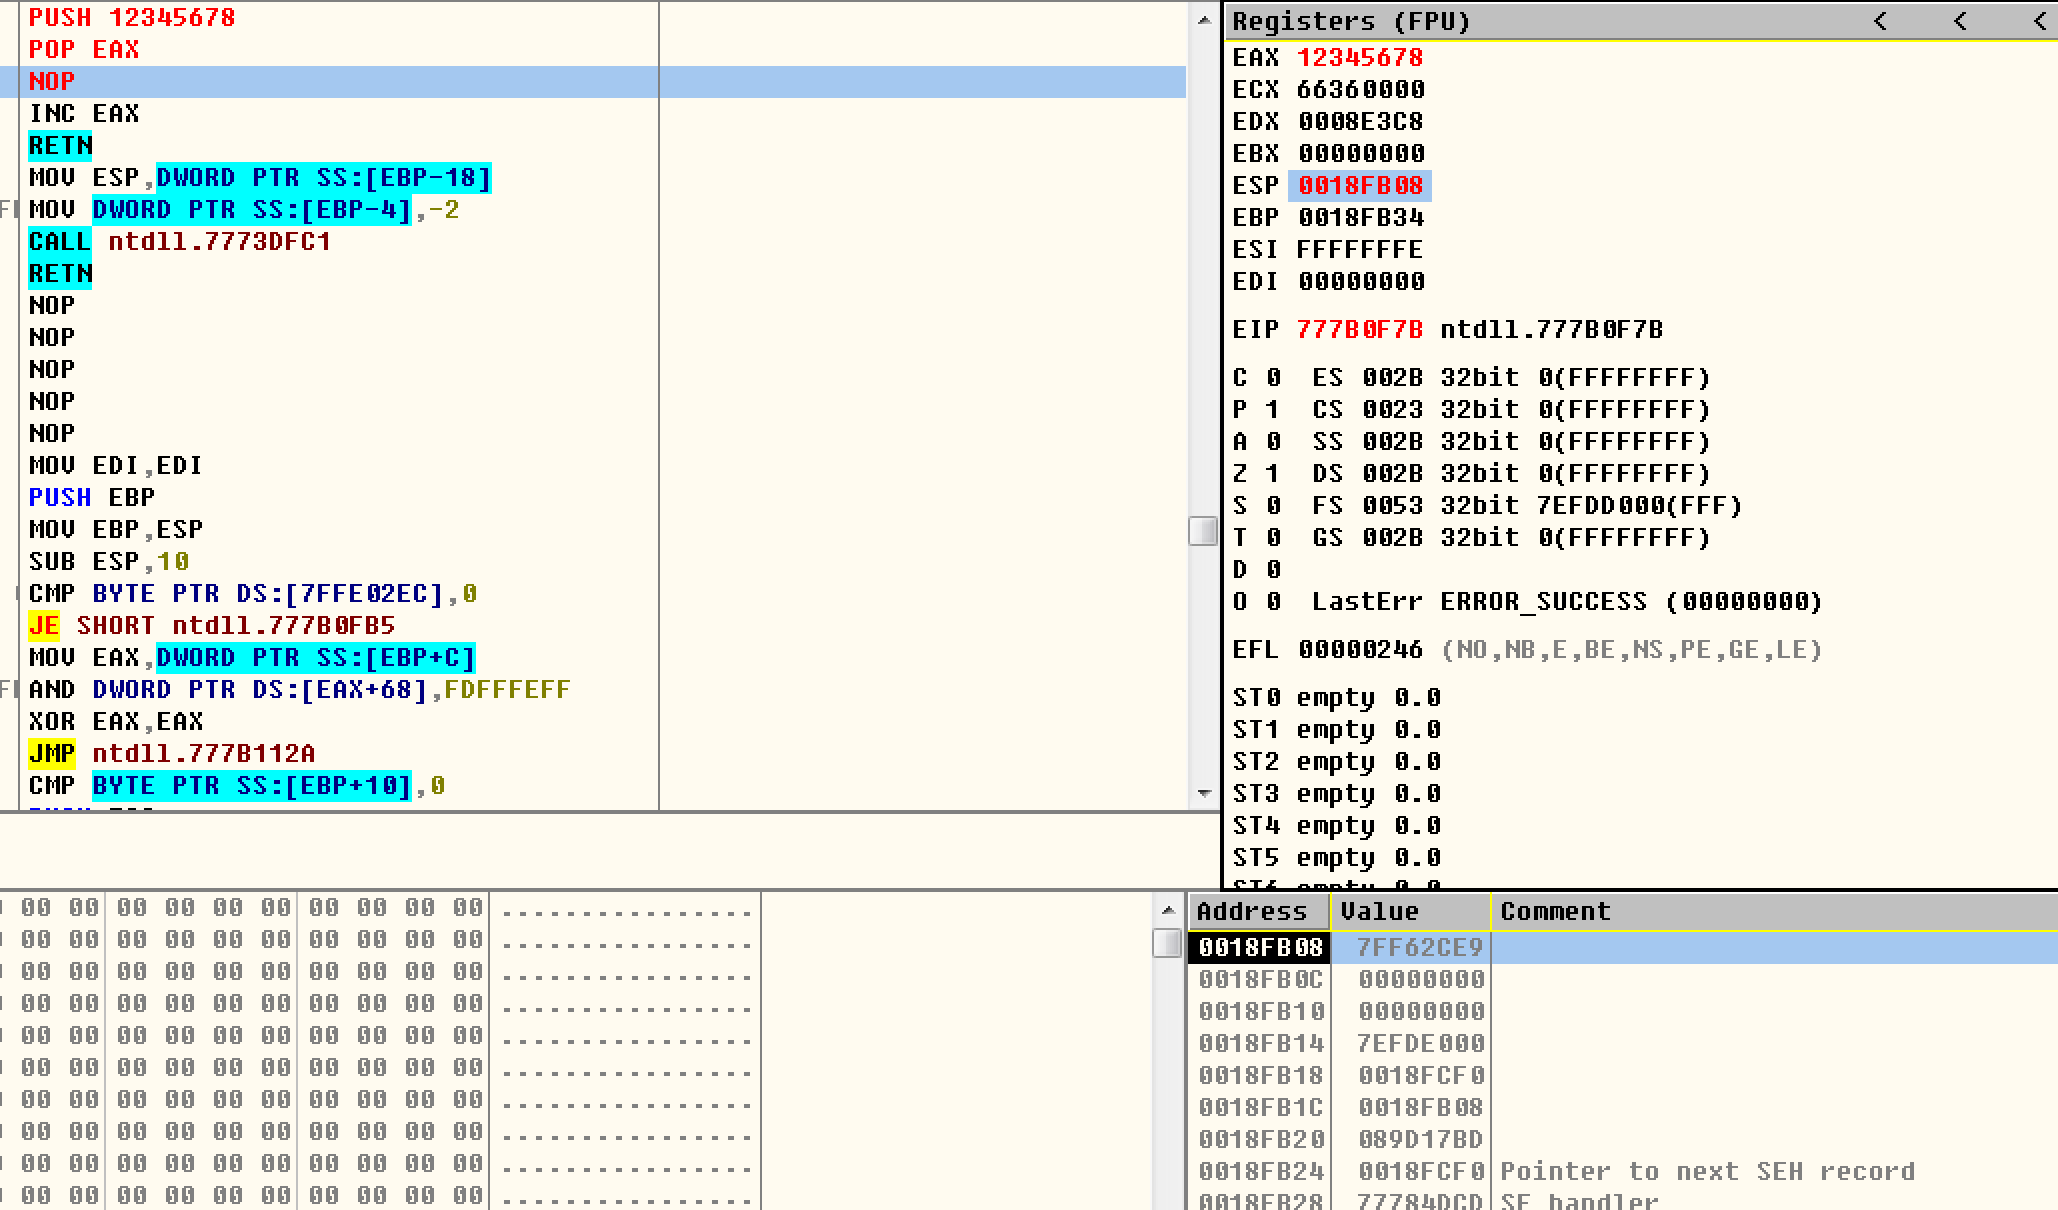 PUSH 12345678
POP EAX
NOP
INC EAX
RETN
MOV ESP,DWORD PTR SS:[EBP-18]
MOV DWORD PTR SS:[EBP-4],-2
CALL ntdll.7773DFC1
RETN
NOP
NOP
NOP
NOP
NOP
MOV EDI,EDI
PUSH EBP
MOV EBP,ESP
SUB ESP,10
CMP BYTE PTR DS:[7FFE02EC],0
JE SHORT ntdll.777B0FB5
MOV EAX,DWORD PTR SS:[EBP+C]
AND DWORD PTR DS:[EAX+68],FDFFFEFF
XOR EAX,EAX
JMP ntdll.777B112A
CMP BYTE PTR SS:[EBP+10],0
Registers (FPU) < < <
EAX 12345678
ECX 66360000
EDX 0008E3C8
EBX 00000000
ESP 0018FB08
EBP 0018FB34
ESI FFFFFFFE
EDI 00000000
EIP 777B0F7B ntdll.777B0F7B
C 0 ES 002B 32bit 0(FFFFFFFF)
P 1 CS 0023 32bit 0(FFFFFFFF)
A 0 SS 002B 32bit 0(FFFFFFFF)
Z 1 DS 002B 32bit 0(FFFFFFFF)
S 0 FS 0053 32bit 7EFDD000(FFF)
T 0 GS 002B 32bit 0(FFFFFFFF)
D 0
O 0 LastErr ERROR_SUCCESS (00000000)
EFL 00000246 (NO,NB,E,BE,NS,PE,GE,LE)
ST0 empty 0.0
ST1 empty 0.0
ST2 empty 0.0
ST3 empty 0.0
ST4 empty 0.0
ST5 empty 0.0
ST6 empty 0.0
00 00 00 00 00 00 00 00 00 00 ................
00 00 00 00 00 00 00 00 00 00 ................
00 00 00 00 00 00 00 00 00 00 ................
00 00 00 00 00 00 00 00 00 00 ................
00 00 00 00 00 00 00 00 00 00 ................
00 00 00 00 00 00 00 00 00 00 ................
00 00 00 00 00 00 00 00 00 00 ................
00 00 00 00 00 00 00 00 00 00 ................
00 00 00 00 00 00 00 00 00 00 ................
00 00 00 00 00 00 00 00 00 00 ................
Address Value Comment
0018FB08 7FF62CE9
0018FB0C 00000000
0018FB10 00000000
0018FB14 7EFDE000
0018FB18 0018FCF0
0018FB1C 0018FB08
0018FB20 089D17BD
0018FB24 0018FCF0 Pointer to next SEH record
0018FB28 77784DCD SE handler